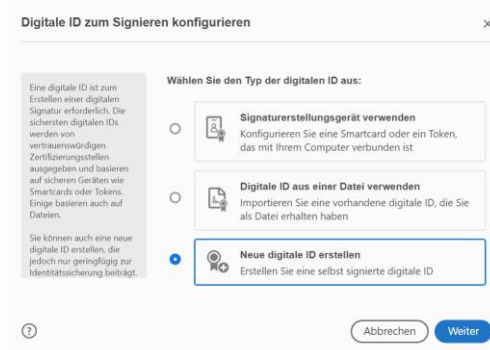 Digitale ID zum Signieren konfigurieren
Eine digitale ID ist zum
Erstellen einer digitalen
Signatur erforderlich. Die
sichersten digitalen IDs
werden von
vertrauenswürdigen
Zertifizierungsstellen
ausgegeben und basieren
auf sicheren Geräten wie
Smartcards oder Tokens.
Einige basieren auch auf
Dateien.
Sie können auch eine neue
digitale ID erstellen, die
jedoch nur geringfügig zur
Identitätssicherung beiträgt.
Wählen Sie den Typ der digitalen ID aus:
Signaturerstellungsgerät verwenden
Konfigurieren Sie eine Smartcard oder ein Token,
das mit Ihrem Computer verbunden ist
Digitale ID aus einer Datei verwenden
Importieren Sie eine vorhandene digitale ID, die Sie
als Datei erhalten haben
Neue digitale ID erstellen
Erstellen Sie eine selbst signierte digitale ID
Abbrechen
Weiter